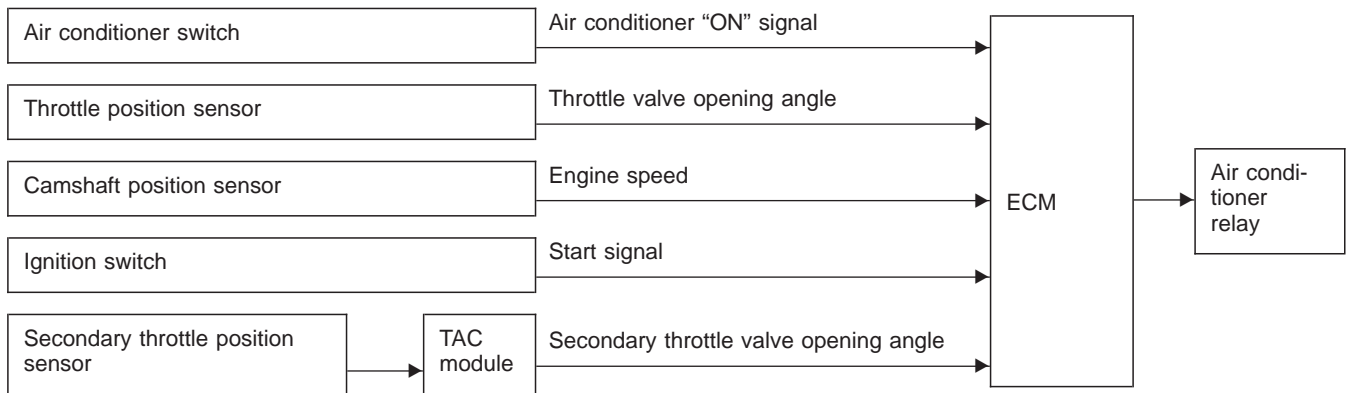 Air conditioner switch
Air conditioner “ON” signal
Throttle position sensor
Throttle valve opening angle
Camshaft position sensor
Engine speed
Ignition switch
Start signal
Secondary throttle position
sensor
TAC
module
Secondary throttle valve opening angle
ECM
Air condi-
tioner
relay